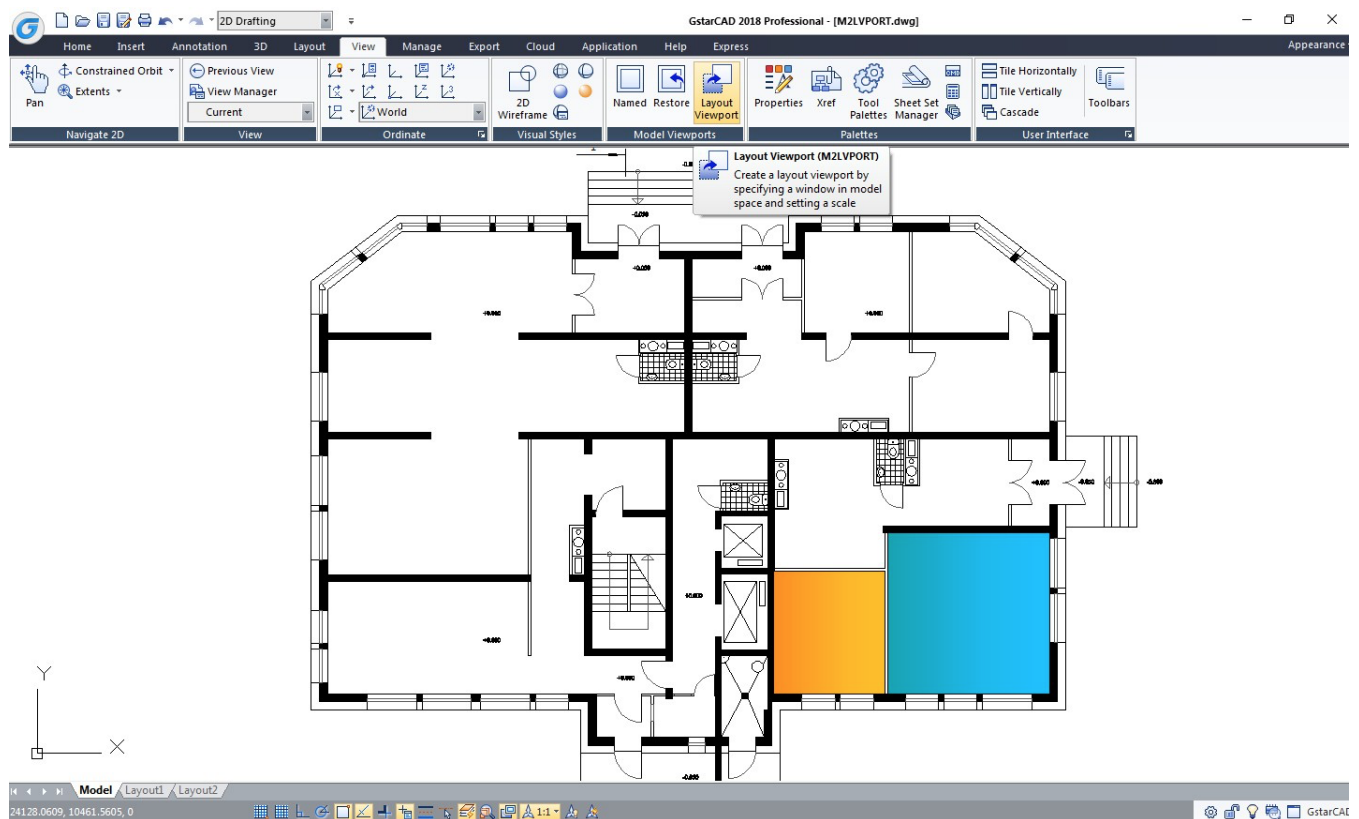 2D Drafting
GstarCAD 2018 Professional - [M2LVPORT.dwg]
Home Insert Annotation 3D Layout View Manage Export Cloud Application Help Express
Appearance
Pan
Constrained Orbit
Extents
Navigate 2D
Previous View
View Manager
Current
View
World
Ordinate
2D
Wireframe
Visual Styles
Named Restore Layout
Viewport
Model Viewports
Properties Xref Tool
Palettes Sheet Set
Manager
Palettes
Tile Horizontally
Tile Vertically
Cascade
Toolbars
User Interface
Layout Viewport (M2LVPORT)
Create a layout viewport by
specifying a window in model
space and setting a scale
Y
X
Model Layout1 Layout2
24128.0609, 10461.5605, 0
1:1
GstarCAD